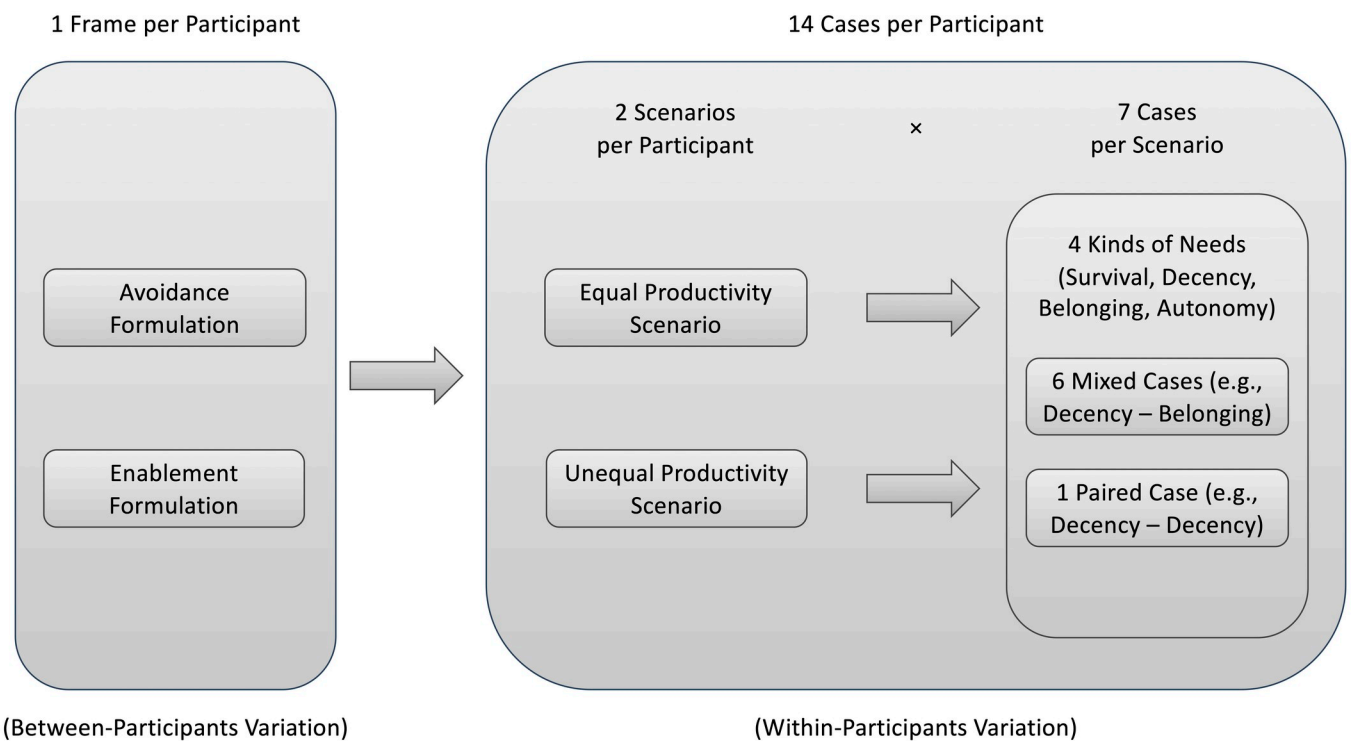 1 Frame per Participant
14 Cases per Participant
2 Scenarios
per Participant
×
7 Cases
per Scenario
Avoidance
Formulation
Enablement
Formulation
Equal Productivity
Scenario
Unequal Productivity
Scenario
4 Kinds of Needs
(Survival, Decency,
Belonging, Autonomy)
6 Mixed Cases (e.g.,
Decency – Belonging)
1 Paired Case (e.g.,
Decency – Decency)
(Between-Participants Variation)
(Within-Participants Variation)